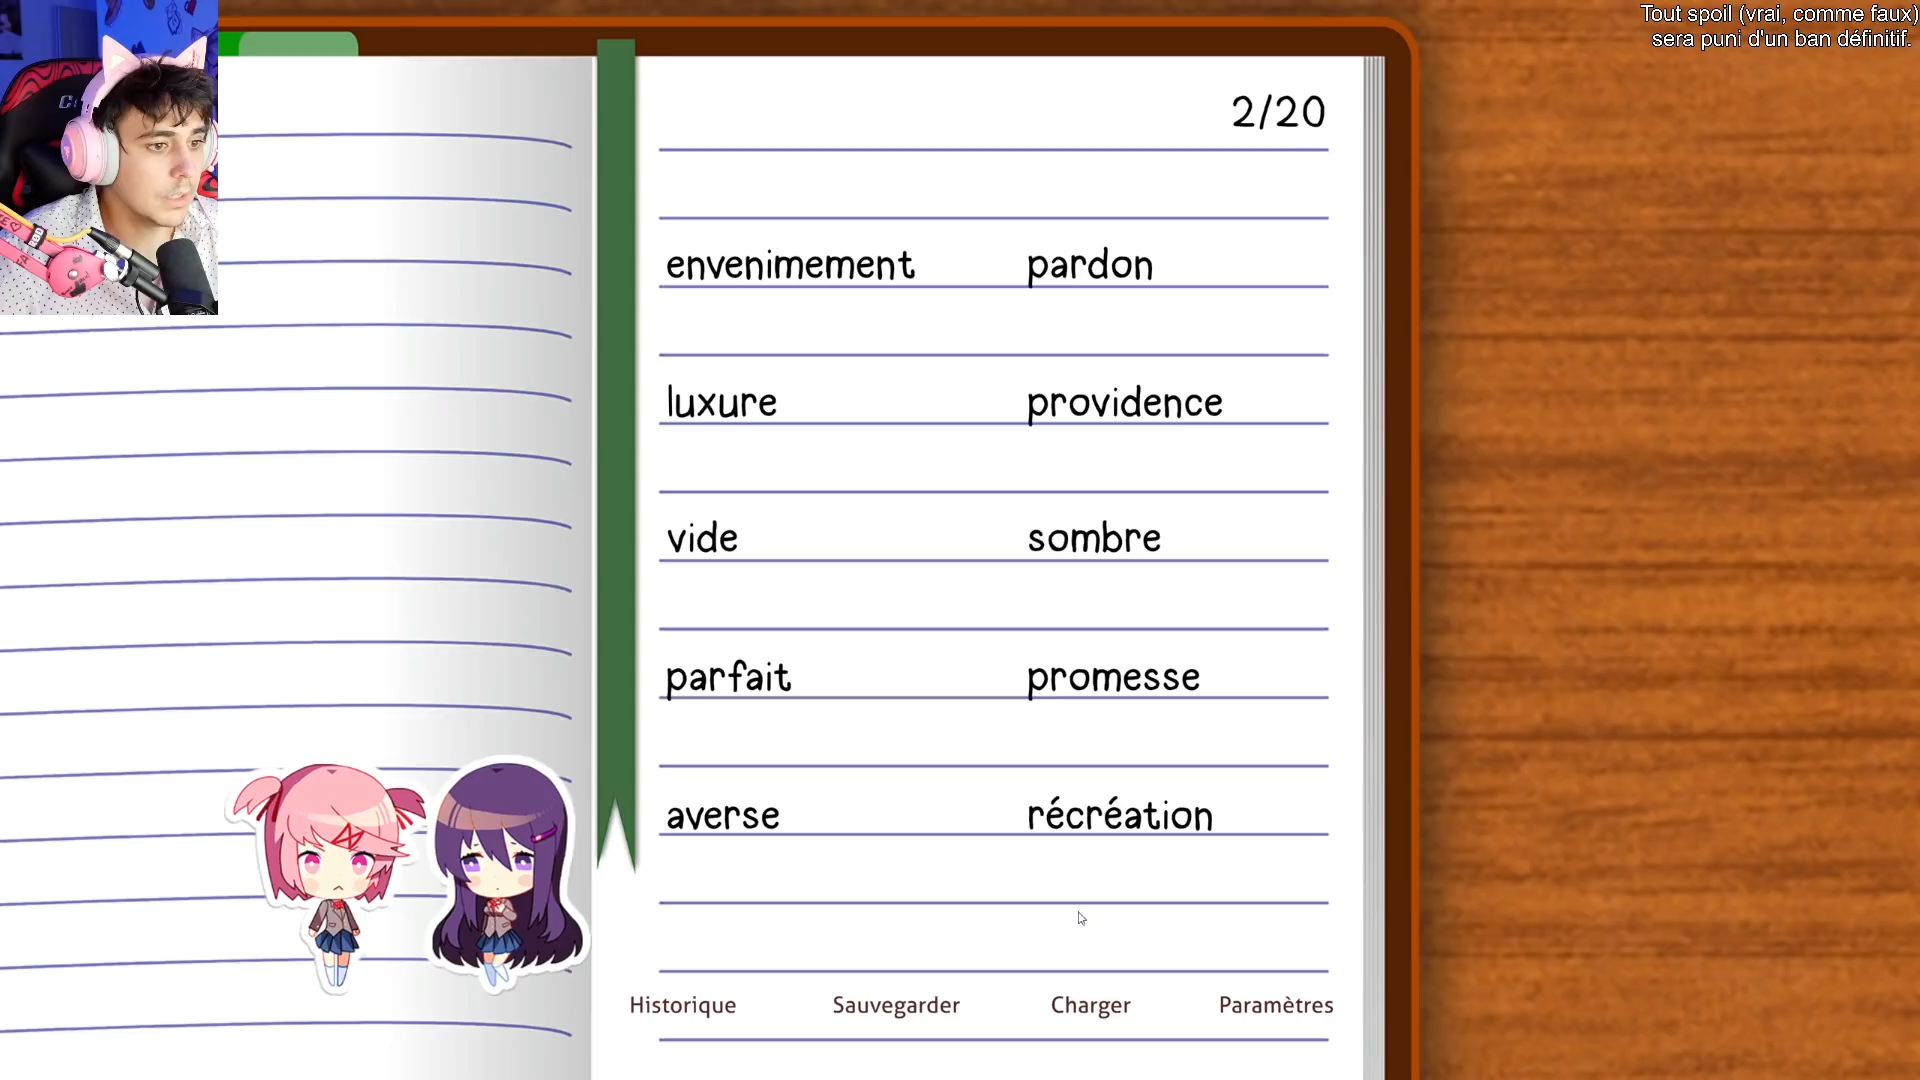 Tout spoil (vrai, comme faux)
sera puni d'un ban définitif.
2/20
envenimement pardon
luxure providence
vide sombre
parfait promesse
averse récréation
Historique Sauvegarder Charger Paramètres